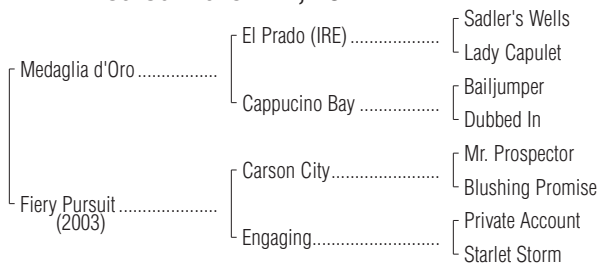 Sadler's Wells
El Prado (IRE)....................
Lady Capulet
Medaglia d'Oro .................
Bailjumper
Cappucino Bay ..................
Dubbed In
Mr. Prospector
Carson City........................
Blushing Promise
Fiery Pursuit .....................
(2003)
Private Account
Engaging............................
Starlet Storm